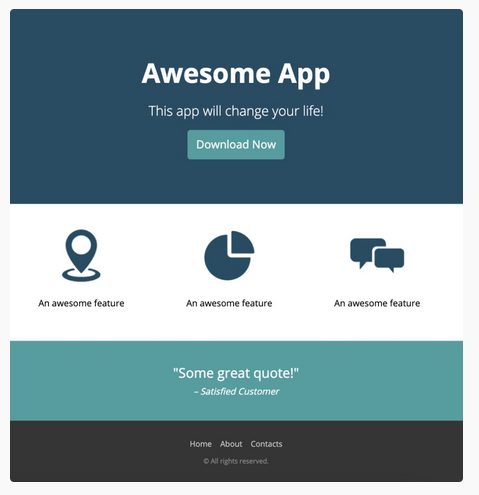 Awesome App
This app will change your life!
Download Now
An awesome feature
An awesome feature
An awesome feature
"Some great quote!"
– Satisfied Customer
Home About Contacts
© All rights reserved.